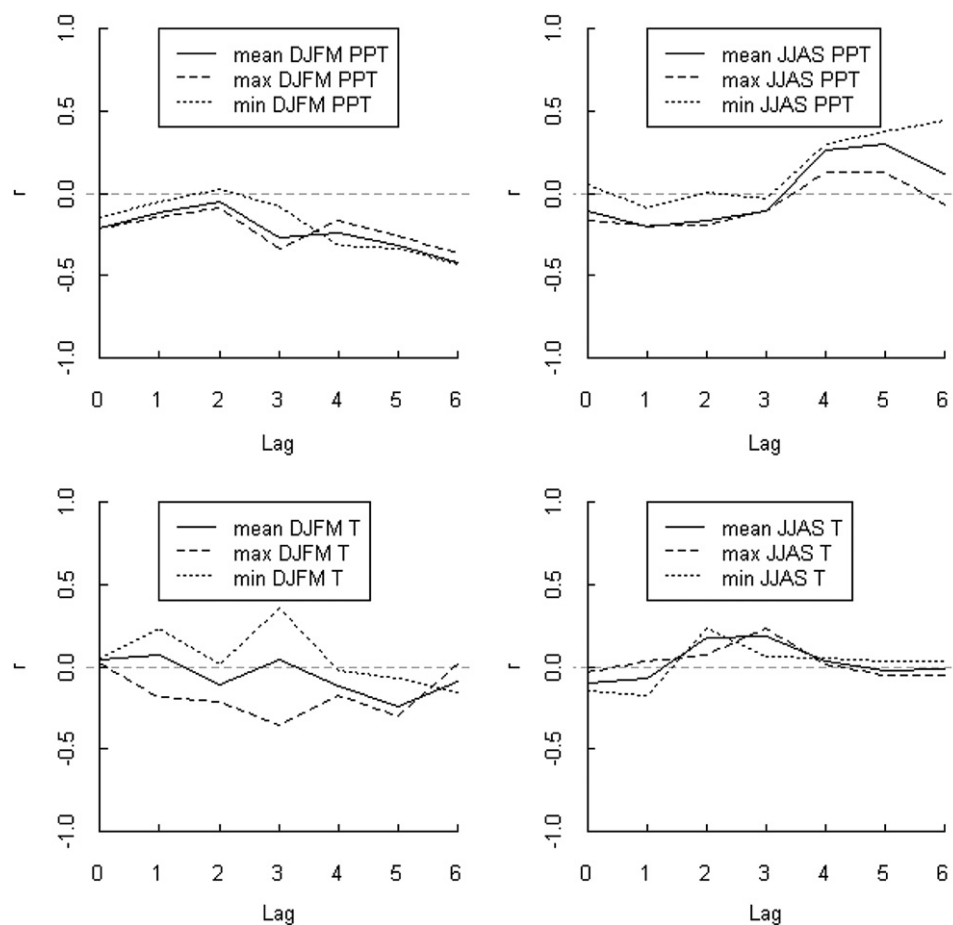 mean DJFM PPT
max DJFM PPT
min DJFM PPT
r
1.0
0.5
0.0
-0.5
-1.0
0 1 2 3 4 5 6
Lag
mean JJAS PPT
max JJAS PPT
min JJAS PPT
r
1.0
0.5
0.0
-0.5
-1.0
0 1 2 3 4 5 6
Lag
mean DJFM T
max DJFM T
min DJFM T
r
1.0
0.5
0.0
-0.5
-1.0
0 1 2 3 4 5 6
Lag
mean JJAS T
max JJAS T
min JJAS T
r
1.0
0.5
0.0
-0.5
-1.0
0 1 2 3 4 5 6
Lag